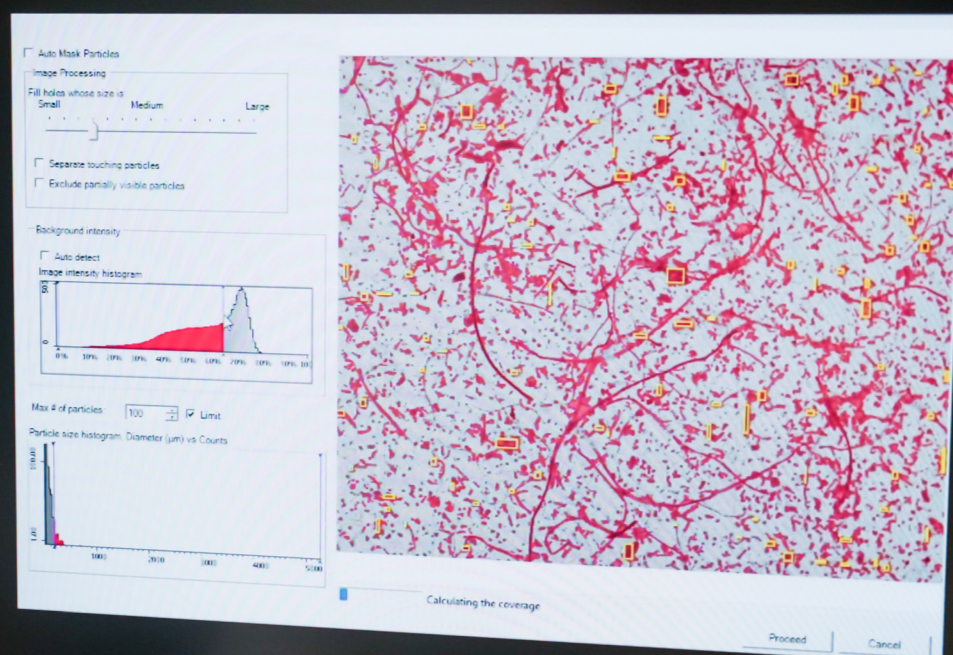 Auto Mask Particles
Image Processing
Fill holes whose size is
Small Medium Large
Separate touching particles
Exclude partially visible particles
Background intensity
Auto detect
Image intensity histogram
0
0% 10% 20% 30% 40% 50% 60% 70% 80% 90% 10
Max # of particles: 100 Limit
Particle size histogram, Diameter (µm) vs Counts
1000 2000 3000 4000 5000
Calculating the coverage
Proceed Cancel